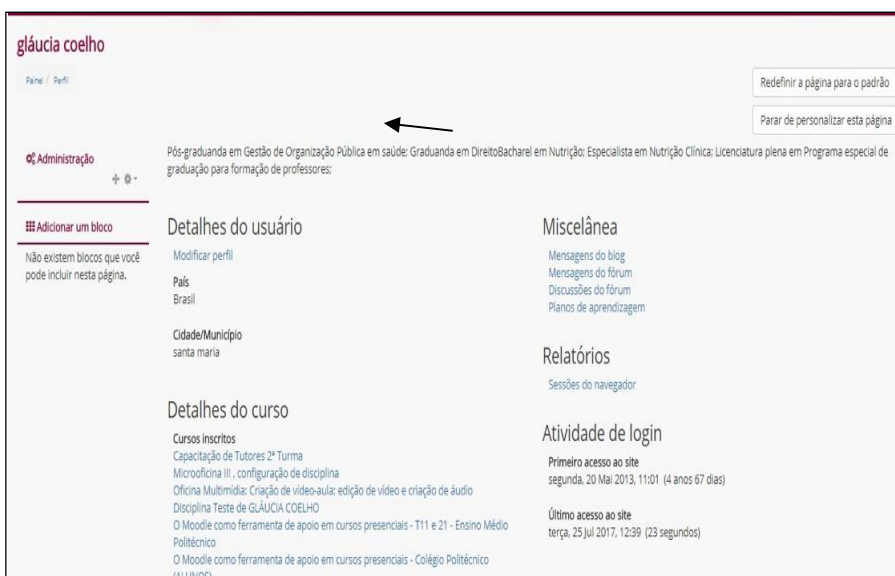 gláucia coelho
Painel / Perfil
Redefinir a página para o padrão
Parar de personalizar esta página
Administração
Adicionar um bloco
Não existem blocos que você
pode incluir nesta página.
Pós-graduanda em Gestão de Organização Pública em saúde; Graduanda em DireitoBacharel em Nutrição; Especialista em Nutrição Clínica; Licenciatura plena em Programa especial de
graduação para formação de professores;
Detalhes do usuário
Modificar perfil
País
Brasil
Cidade/Município
santa maria
Detalhes do curso
Cursos inscritos
Capacitação de Tutores 2ª Turma
Microoficina III , configuração de disciplina
Oficina Multimídia: Criação de vídeo-aula: edição de vídeo e criação de áudio
Disciplina Teste de GLÁUCIA COELHO
O Moodle como ferramenta de apoio em cursos presenciais - T11 e 21 - Ensino Médio
Politécnico
O Moodle como ferramenta de apoio em cursos presenciais - Colégio Politécnico
(ALUNOS)
Miscelânea
Mensagens do blog
Mensagens do fórum
Discussões do fórum
Planos de aprendizagem
Relatórios
Sessões do navegador
Atividade de login
Primeiro acesso ao site
segunda, 20 Mai 2013, 11:01 (4 anos 67 dias)
Último acesso ao site
terça, 25 Jul 2017, 12:39 (23 segundos)